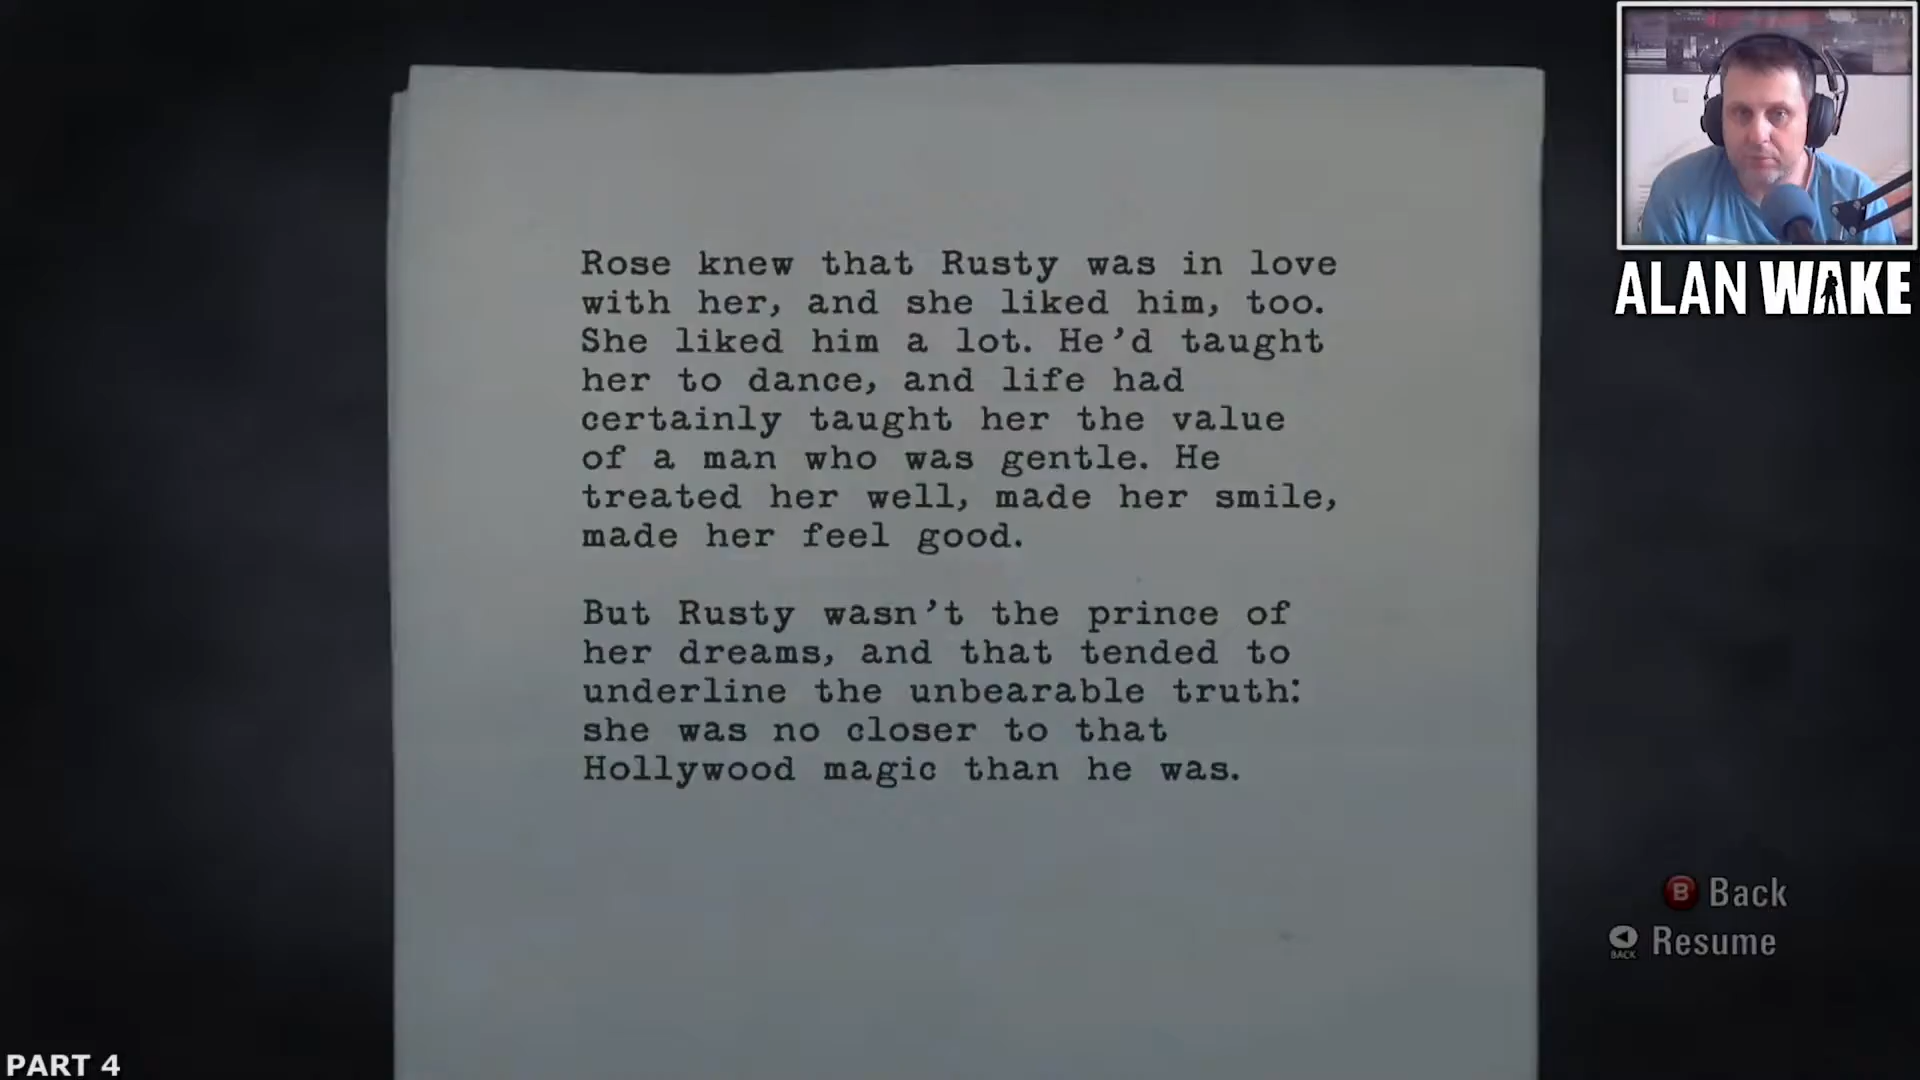 Rose knew that Rusty was in love
with her, and she liked him, too.
She liked him a lot. He'd taught
her to dance, and life had
certainly taught her the value
of a man who was gentle. He
treated her well, made her smile,
made her feel good.
But Rusty wasn't the prince of
her dreams, and that tended to
underline the unbearable truth:
she was no closer to that
Hollywood magic than he was.
ALAN WAKE
B Back
BACK Resume
PART 4